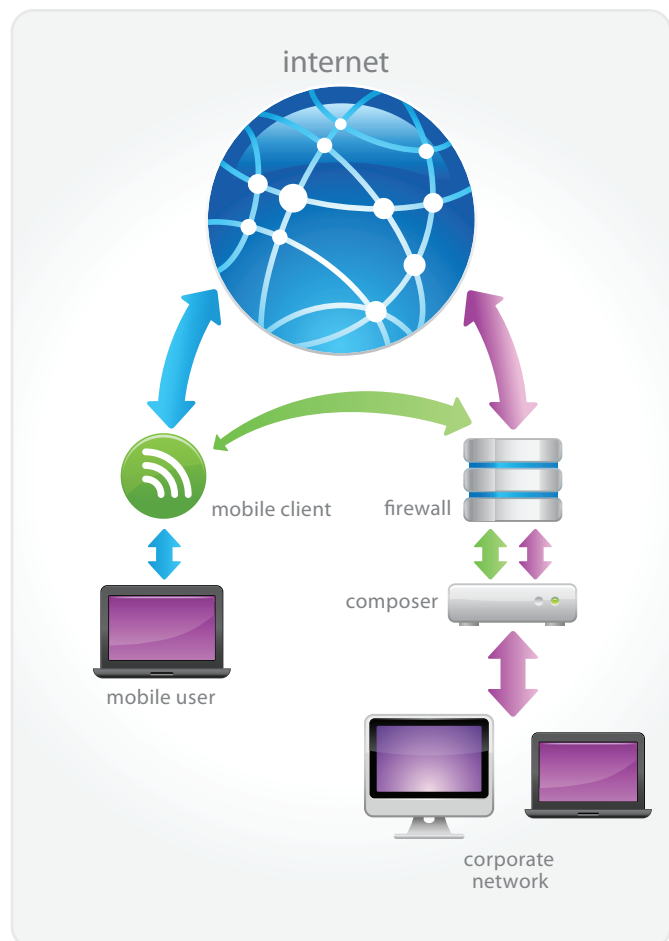 internet
mobile client
firewall
composer
mobile user
corporate
network